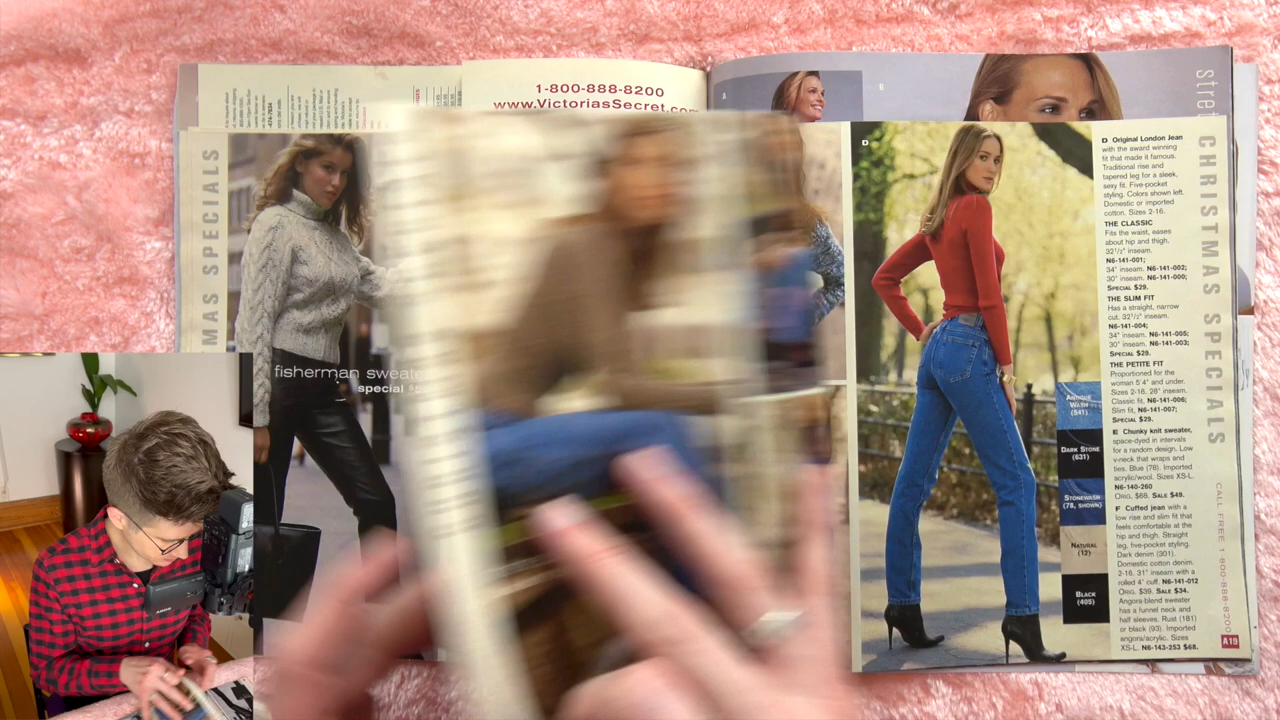 1-800-888-8200
www.VictoriasSecret.com
A
B
stre
MAS SPECIALS
fisherman sweate
special $
D
ANTIQUE
WASH
(541)
DARK STONE
(631)
STONEWASH
(78, SHOWN)
NATURAL
(12)
BLACK
(405)
D Original London Jean
with the award winning
fit that made it famous.
Traditional rise and
tapered leg for a sleek,
sexy fit. Five-pocket
styling. Colors shown left.
Domestic or imported
cotton. Sizes 2-16.
THE CLASSIC
Fits the waist, eases
about hip and thigh.
32½" inseam.
N6-141-001;
34" inseam. N6-141-002;
30" inseam. N6-141-000;
SPECIAL $29.
THE SLIM FIT
Has a straight, narrow
cut. 32½" inseam.
N6-141-004;
34" inseam. N6-141-005;
30" inseam. N6-141-003;
SPECIAL $29.
THE PETITE FIT
Proportioned for the
woman 5'4" and under.
Sizes 2-16. 28" inseam.
Classic fit, N6-141-006;
Slim fit, N6-141-007;
SPECIAL $29.
E Chunky knit sweater,
space-dyed in intervals
for a random design. Low
v-neck that wraps and
ties. Blue (78). Imported
acrylic/wool. Sizes XS-L.
N6-140-260
ORIG. $68. SALE $49.
F Cuffed jean with a
low rise and slim fit that
feels comfortable at the
hip and thigh. Straight
leg, five-pocket styling.
Dark denim (301).
Domestic cotton denim.
2-16. 31" inseam with a
rolled 4" cuff. N6-141-012
ORIG. $39. SALE $34.
Angora-blend sweater
has a funnel neck and
half sleeves. Rust (181)
or black (93). Imported
angora/acrylic. Sizes
XS-L. N6-143-253 $68.
CHRISTMAS SPECIALS
CALL FREE 1-800-888-8200
A19